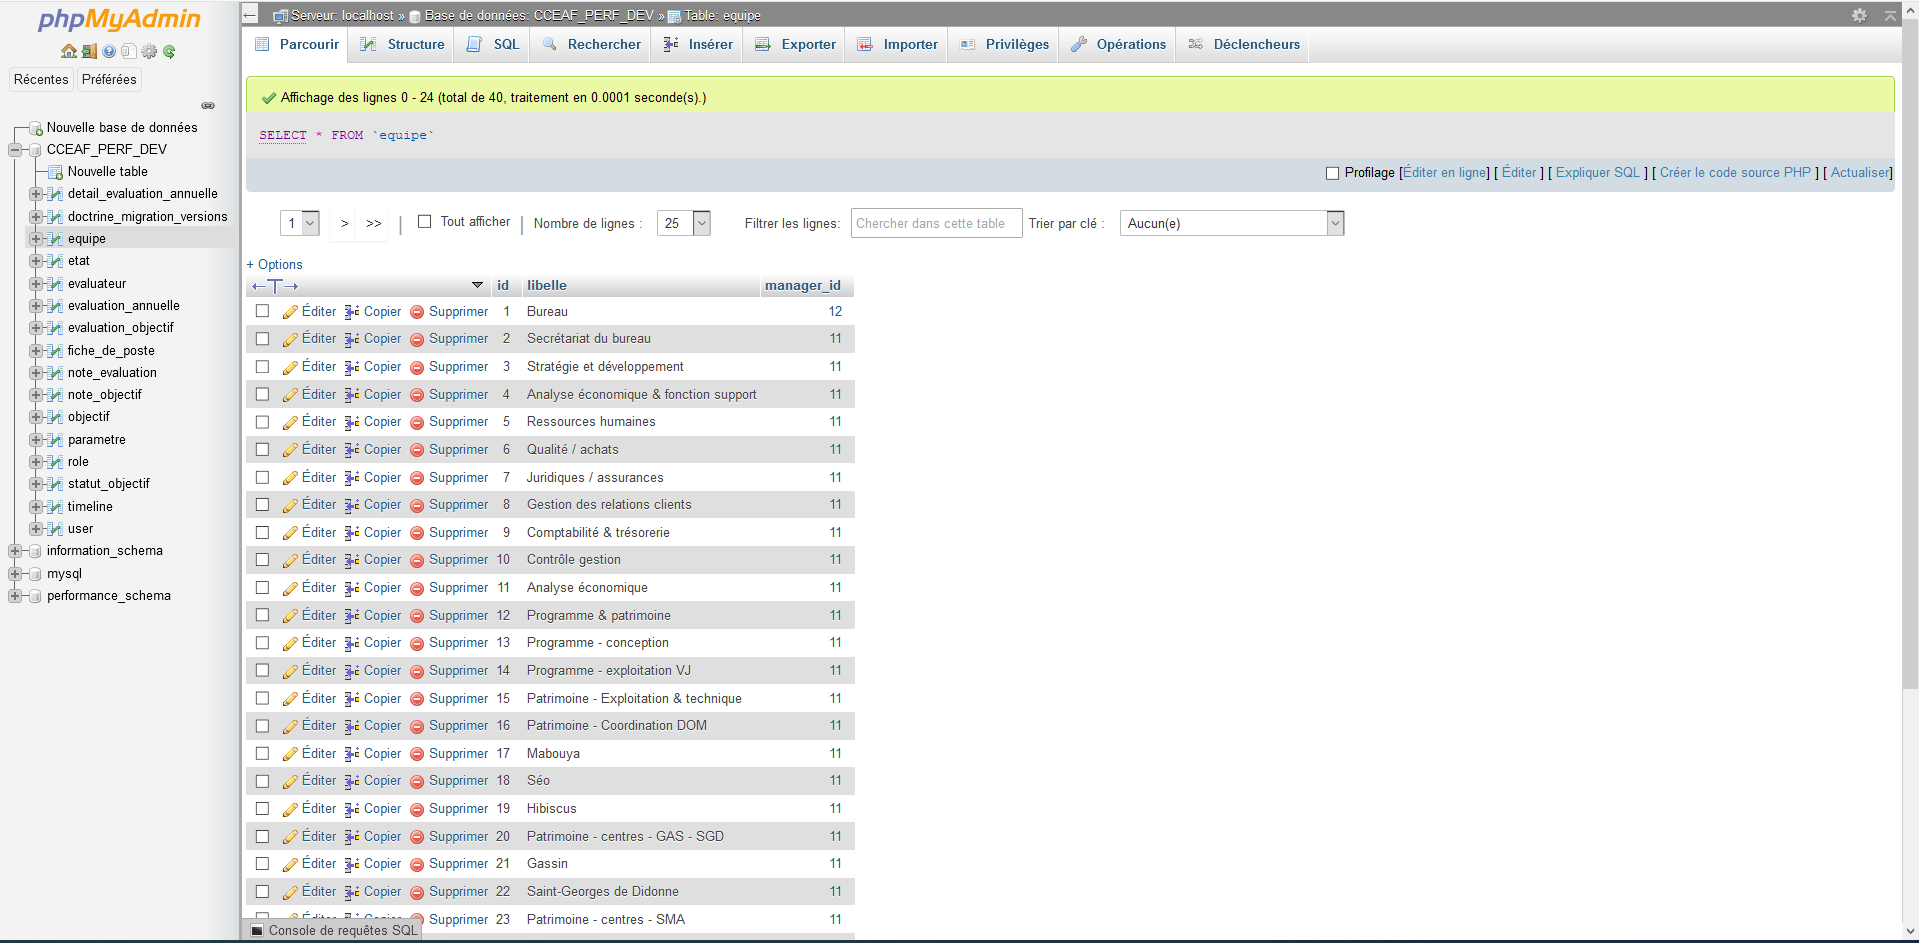 phpMyAdmin
Récentes Préférées
Nouvelle base de données
CCEAF_PERF_DEV
Nouvelle table
detail_evaluation_annuelle
doctrine_migration_versions
equipe
etat
evaluateur
evaluation_annuelle
evaluation_objectif
fiche_de_poste
note_evaluation
note_objectif
objectif
parametre
role
statut_objectif
timeline
user
information_schema
mysql
performance_schema
Serveur: localhost » Base de données: CCEAF_PERF_DEV » Table: equipe
Parcourir Structure SQL Rechercher Insérer Exporter Importer Privilèges Opérations Déclencheurs
Affichage des lignes 0 - 24 (total de 40, traitement en 0.0001 seconde(s).)
SELECT * FROM `equipe`
Profilage [Éditer en ligne] [ Éditer ] [ Expliquer SQL ] [ Créer le code source PHP ] [ Actualiser]
1 > >> | Tout afficher | Nombre de lignes : 25 Filtrer les lignes: Chercher dans cette table Trier par clé : Aucun(e)
+ Options
←T→ id libelle manager_id
Éditer Copier Supprimer 1 Bureau 12
Éditer Copier Supprimer 2 Secrétariat du bureau 11
Éditer Copier Supprimer 3 Stratégie et développement 11
Éditer Copier Supprimer 4 Analyse économique & fonction support 11
Éditer Copier Supprimer 5 Ressources humaines 11
Éditer Copier Supprimer 6 Qualité / achats 11
Éditer Copier Supprimer 7 Juridiques / assurances 11
Éditer Copier Supprimer 8 Gestion des relations clients 11
Éditer Copier Supprimer 9 Comptabilité & trésorerie 11
Éditer Copier Supprimer 10 Contrôle gestion 11
Éditer Copier Supprimer 11 Analyse économique 11
Éditer Copier Supprimer 12 Programme & patrimoine 11
Éditer Copier Supprimer 13 Programme - conception 11
Éditer Copier Supprimer 14 Programme - exploitation VJ 11
Éditer Copier Supprimer 15 Patrimoine - Exploitation & technique 11
Éditer Copier Supprimer 16 Patrimoine - Coordination DOM 11
Éditer Copier Supprimer 17 Mabouya 11
Éditer Copier Supprimer 18 Séo 11
Éditer Copier Supprimer 19 Hibiscus 11
Éditer Copier Supprimer 20 Patrimoine - centres - GAS - SGD 11
Éditer Copier Supprimer 21 Gassin 11
Éditer Copier Supprimer 22 Saint-Georges de Didonne 11
Éditer Copier Supprimer 23 Patrimoine - centres - SMA 11
Console de requêtes SQL